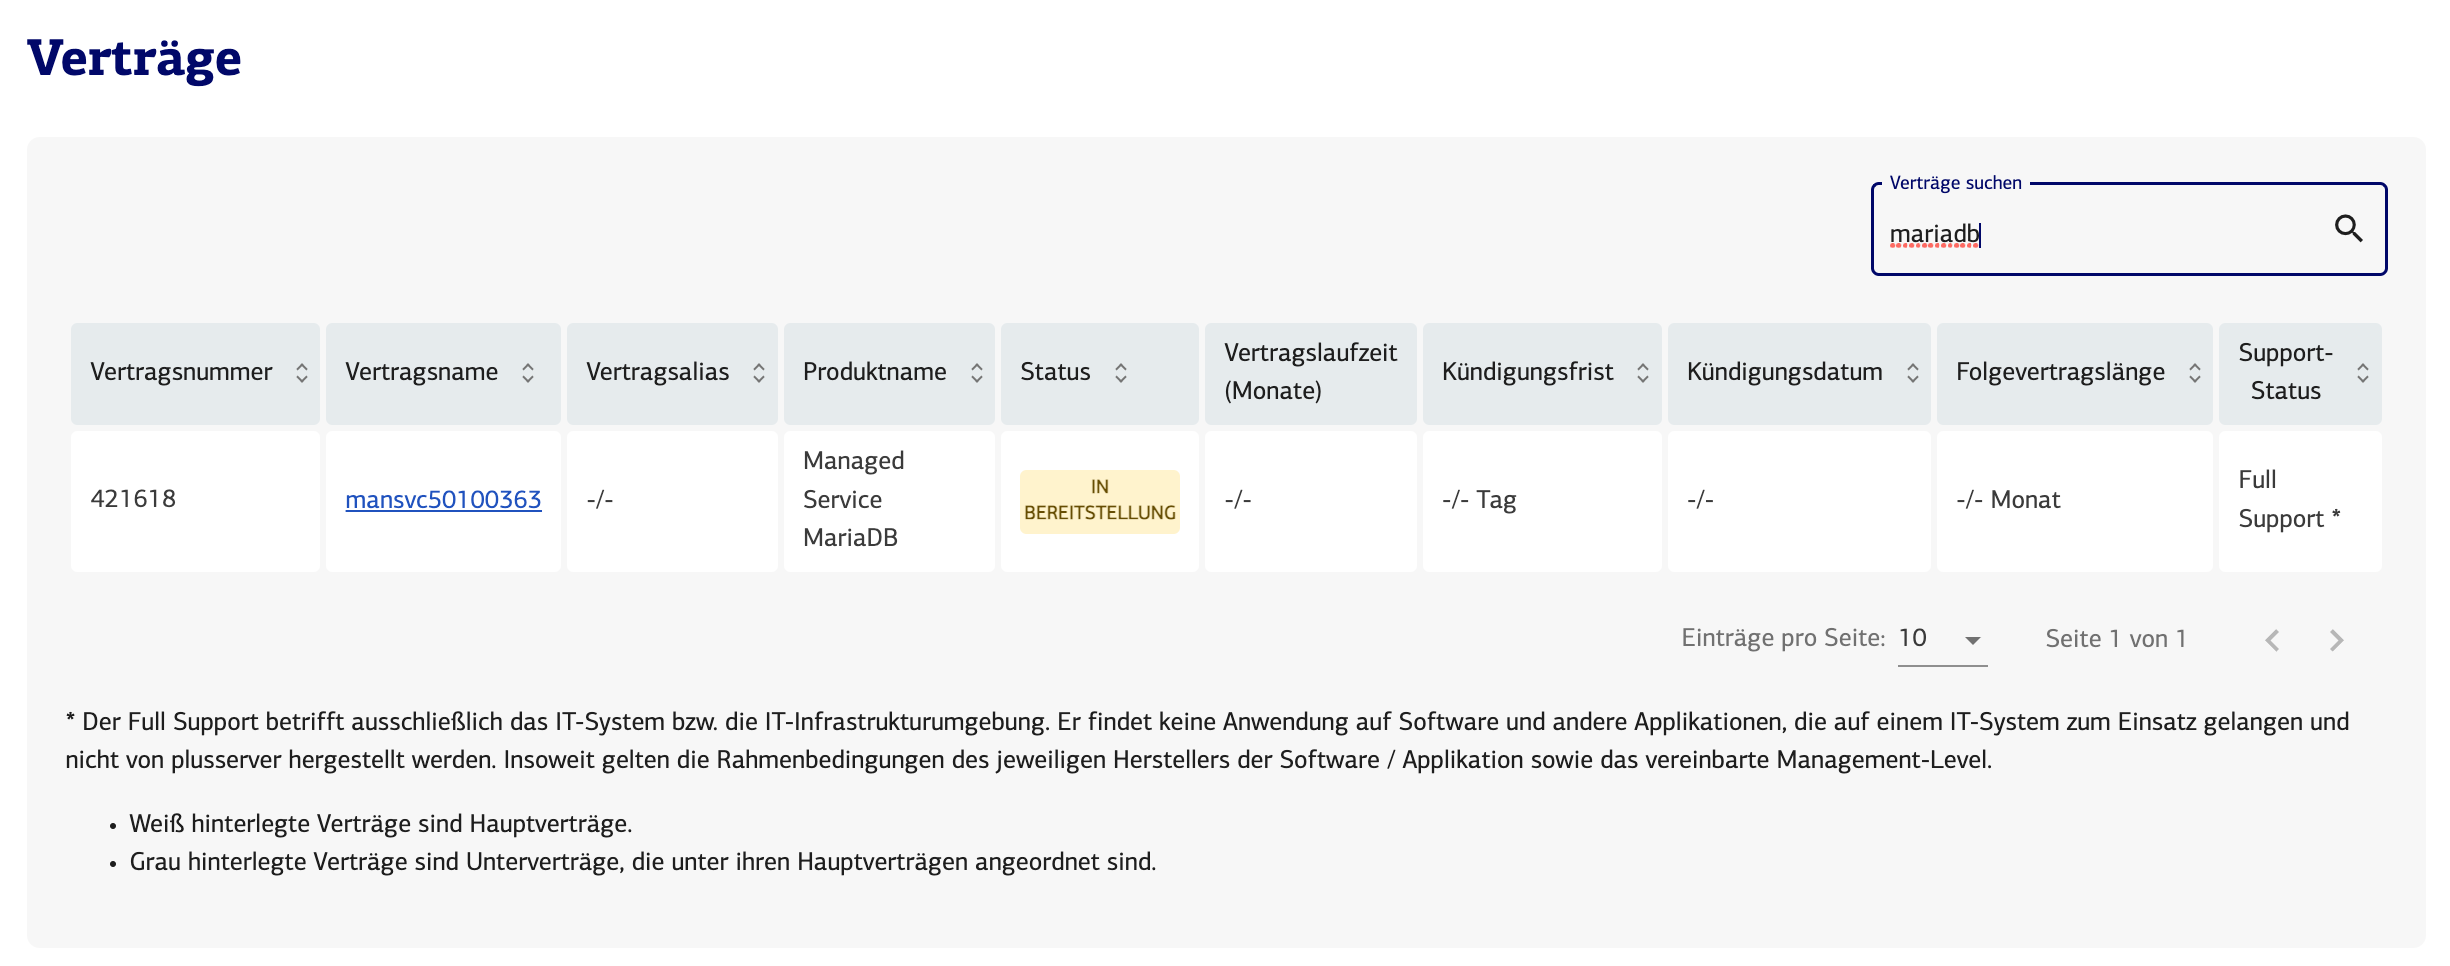 Verträge
Verträge suchen
mariadb
Vertragsnummer
Vertragsname
Vertragsalias
Produktname
Status
Vertragslaufzeit
(Monate)
Kündigungsfrist
Kündigungsdatum
Folgevertragslänge
Support-
Status
421618
mansvc50100363
-/-
Managed
Service
MariaDB
IN
BEREITSTELLUNG
-/-
-/- Tag
-/-
-/- Monat
Full
Support *
Einträge pro Seite: 10
Seite 1 von 1
* Der Full Support betrifft ausschließlich das IT-System bzw. die IT-Infrastrukturumgebung. Er findet keine Anwendung auf Software und andere Applikationen, die auf einem IT-System zum Einsatz gelangen und
nicht von plusserver hergestellt werden. Insoweit gelten die Rahmenbedingungen des jeweiligen Herstellers der Software / Applikation sowie das vereinbarte Management-Level.
• Weiß hinterlegte Verträge sind Hauptverträge.
• Grau hinterlegte Verträge sind Unterverträge, die unter ihren Hauptverträgen angeordnet sind.